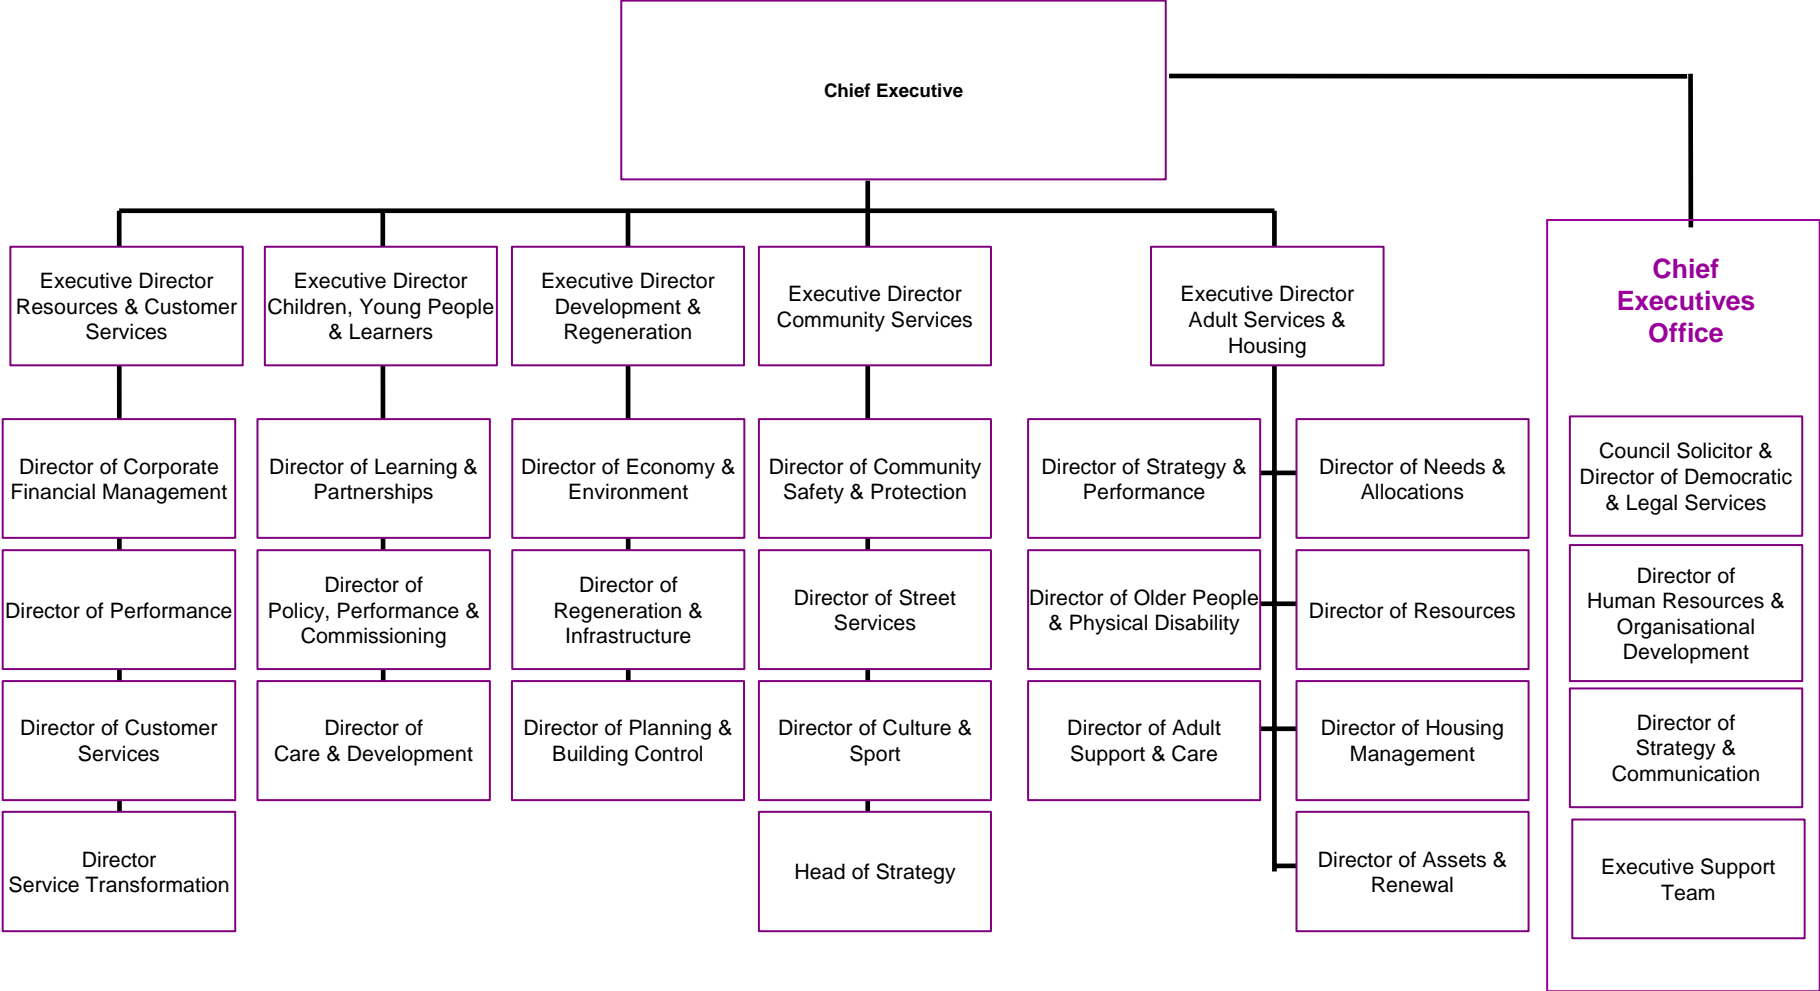 Chief Executive
Executive Director
Resources & Customer
Services
Executive Director
Children, Young People
& Learners
Executive Director
Development &
Regeneration
Executive Director
Community Services
Executive Director
Adult Services &
Housing
Chief
Executives
Office
Director of Corporate
Financial Management
Director of Learning &
Partnerships
Director of Economy &
Environment
Director of Community
Safety & Protection
Director of Strategy &
Performance
Director of Needs &
Allocations
Council Solicitor &
Director of Democratic
& Legal Services
Director of Performance
Director of
Policy, Performance &
Commissioning
Director of
Regeneration &
Infrastructure
Director of Street
Services
Director of Older People
& Physical Disability
Director of Resources
Director of
Human Resources &
Organisational
Development
Director of Customer
Services
Director of
Care & Development
Director of Planning &
Building Control
Director of Culture &
Sport
Director of Adult
Support & Care
Director of Housing
Management
Director of
Strategy &
Communication
Director
Service Transformation
Head of Strategy
Director of Assets &
Renewal
Executive Support
Team